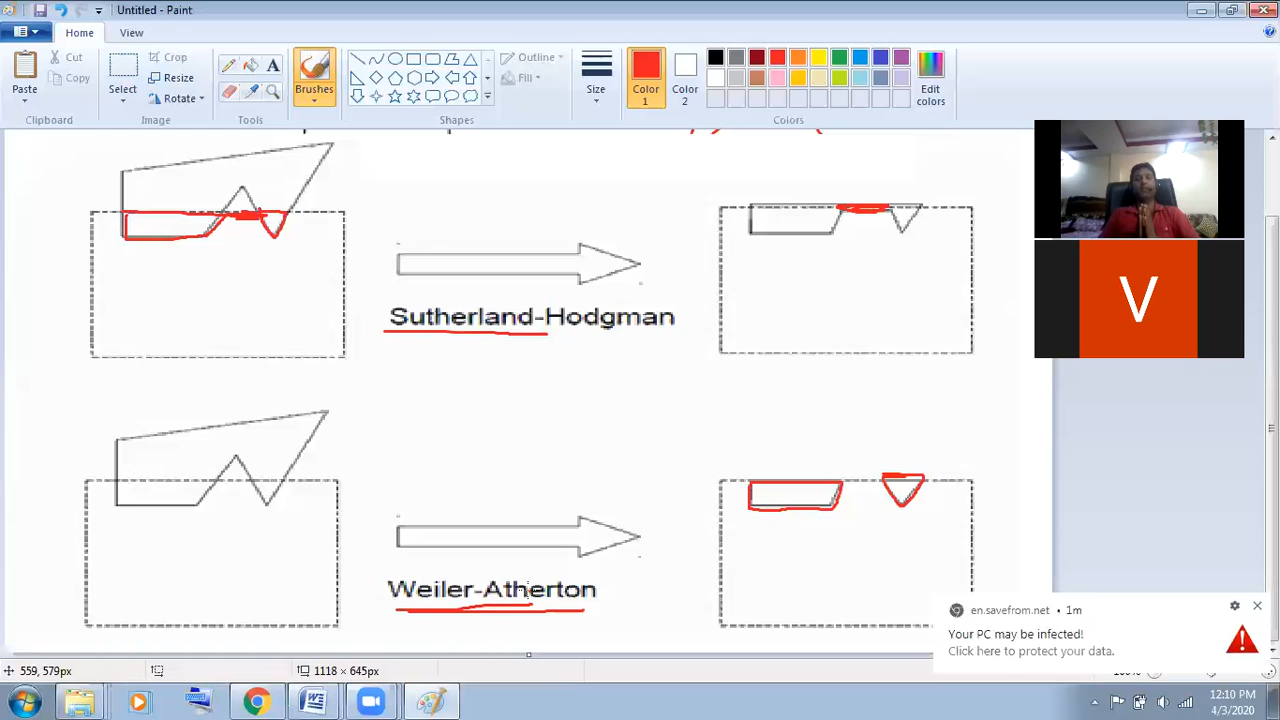 Untitled - Paint
Home
View
Paste
Cut
Copy
Clipboard
Select
Crop
Resize
Rotate
Image
A
Tools
Brushes
Shapes
Outline
Fill
Size
Color 1
Color 2
Edit colors
Colors
Sutherland-Hodgman
V
Weiler-Atherton
en.savefrom.net • 1m
Your PC may be infected!
Click here to protect your data.
559, 579px
1118 × 645px
12:10 PM
4/3/2020